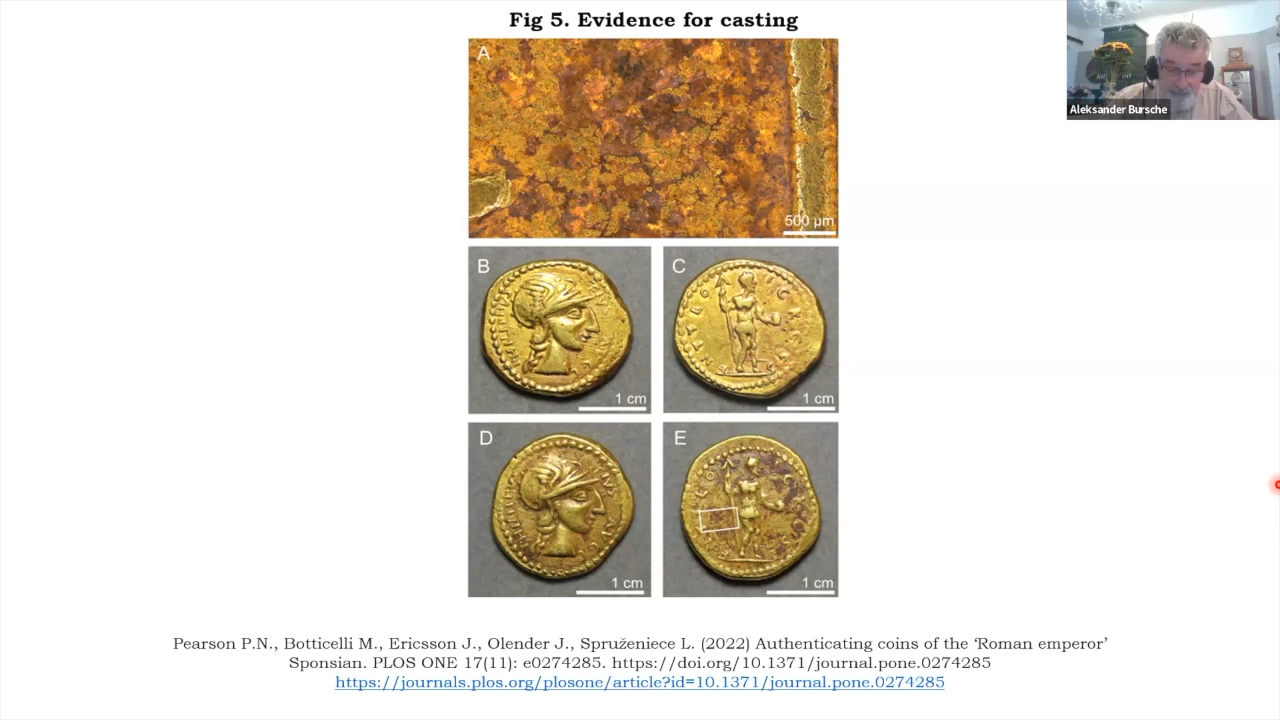 Fig 5. Evidence for casting
Aleksander Bursche
A
500 µm
B
1 cm
C
1 cm
D
1 cm
E
1 cm
Pearson P.N., Botticelli M., Ericsson J., Olender J., Spruženiece L. (2022) Authenticating coins of the ‘Roman emperor’
Sponsian. PLOS ONE 17(11): e0274285. https://doi.org/10.1371/journal.pone.0274285
https://journals.plos.org/plosone/article?id=10.1371/journal.pone.0274285